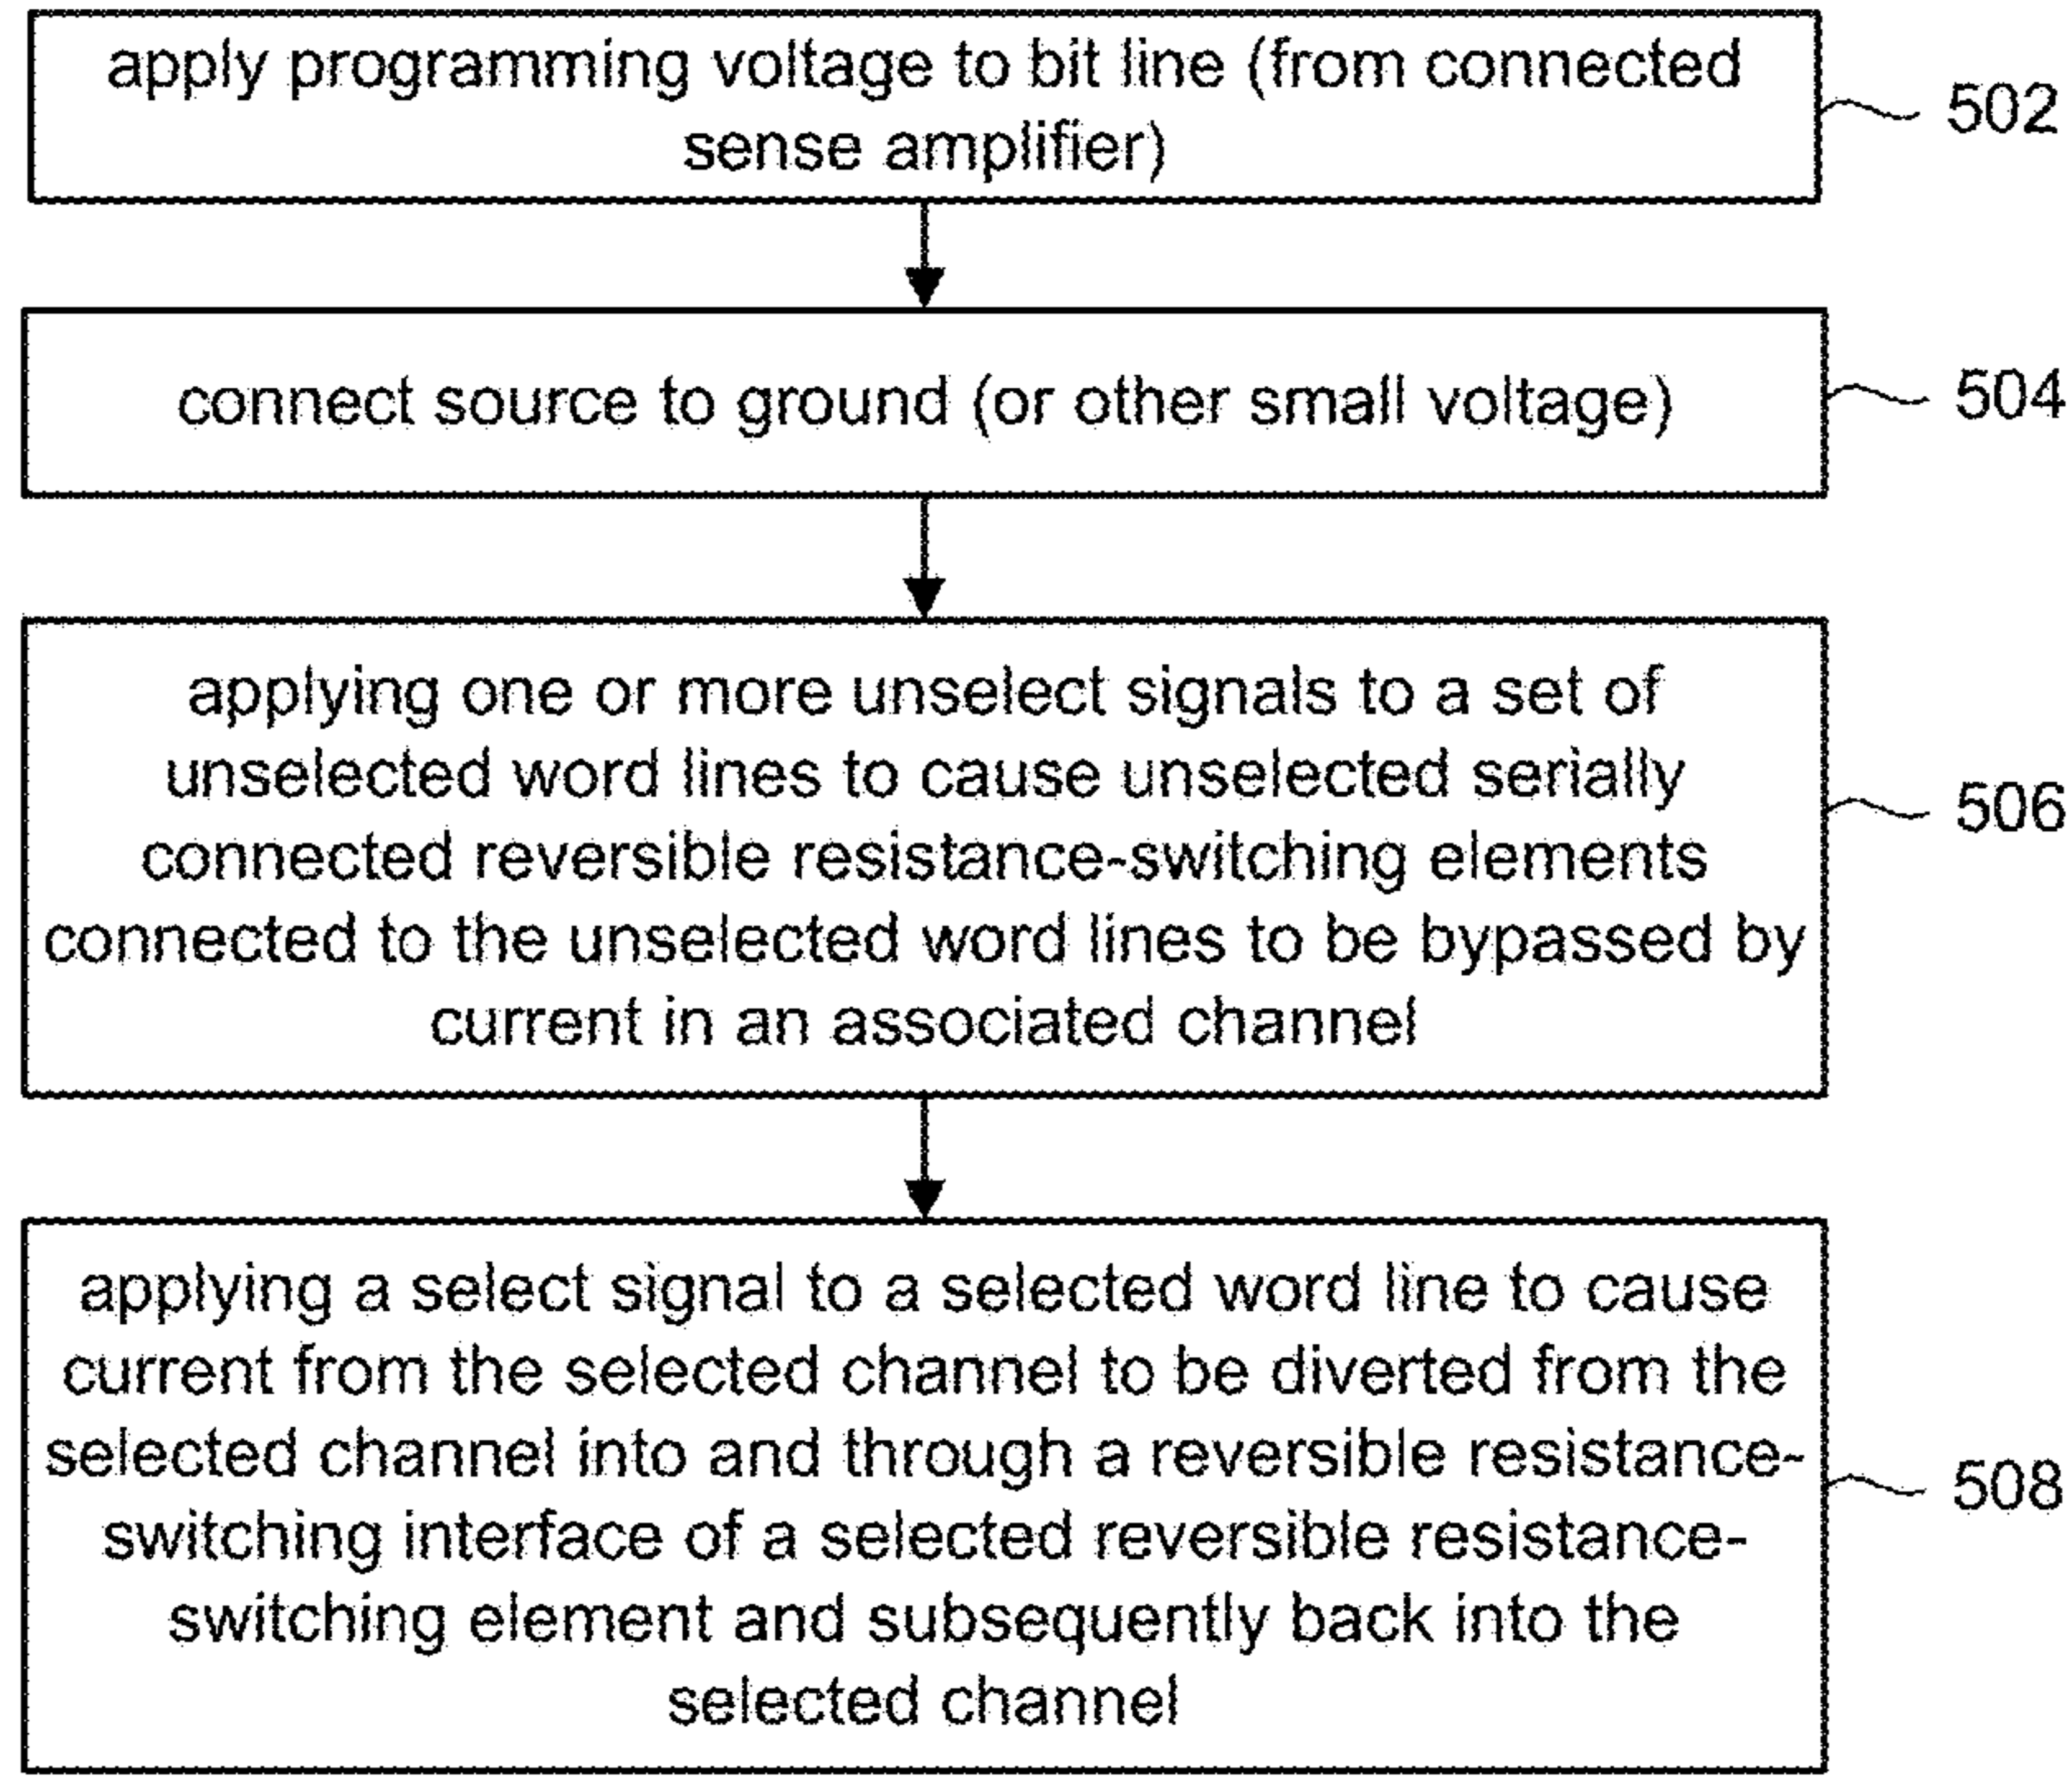 apply programming voltage to bit line (from connected
sense amplifier)
502
connect source to ground (or other small voltage)
504
applying one or more unselect signals to a set of
unselected word lines to cause unselected serially
connected reversible resistance-switching elements
connected to the unselected word lines to be bypassed by
current in an associated channel
506
applying a select signal to a selected word line to cause
current from the selected channel to be diverted from the
selected channel into and through a reversible resistance-
switching interface of a selected reversible resistance-
switching element and subsequently back into the
selected channel
508